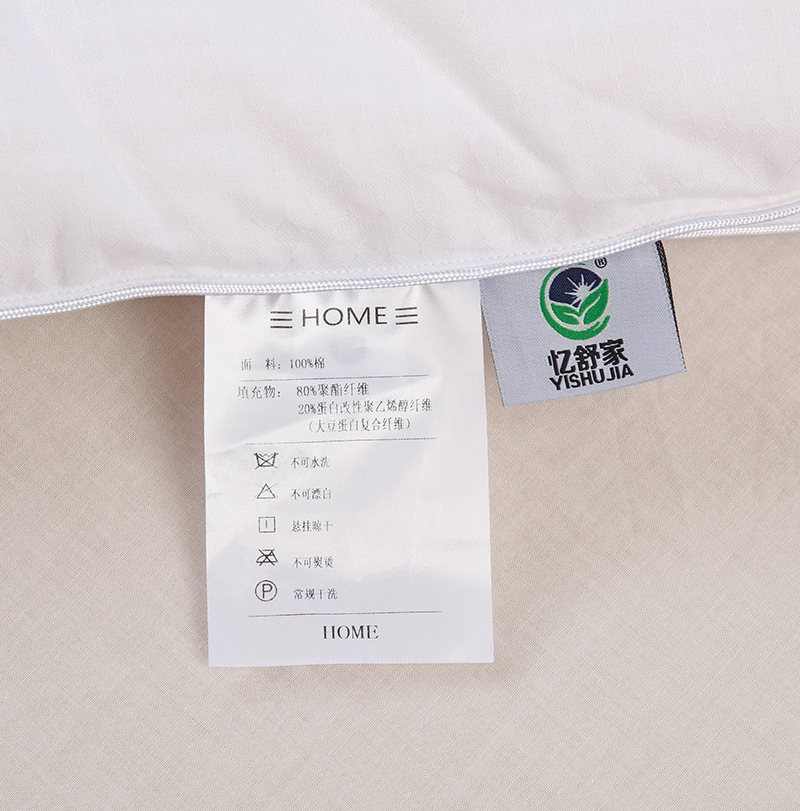 HOME
面 料：100%棉
填充物：80%聚酯纤维
20%蛋白改性聚乙烯醇纤维
（大豆蛋白复合纤维）
不可水洗
不可漂白
悬挂晾干
不可熨烫
P 常规干洗
HOME
®
忆舒家
YISHUJIA